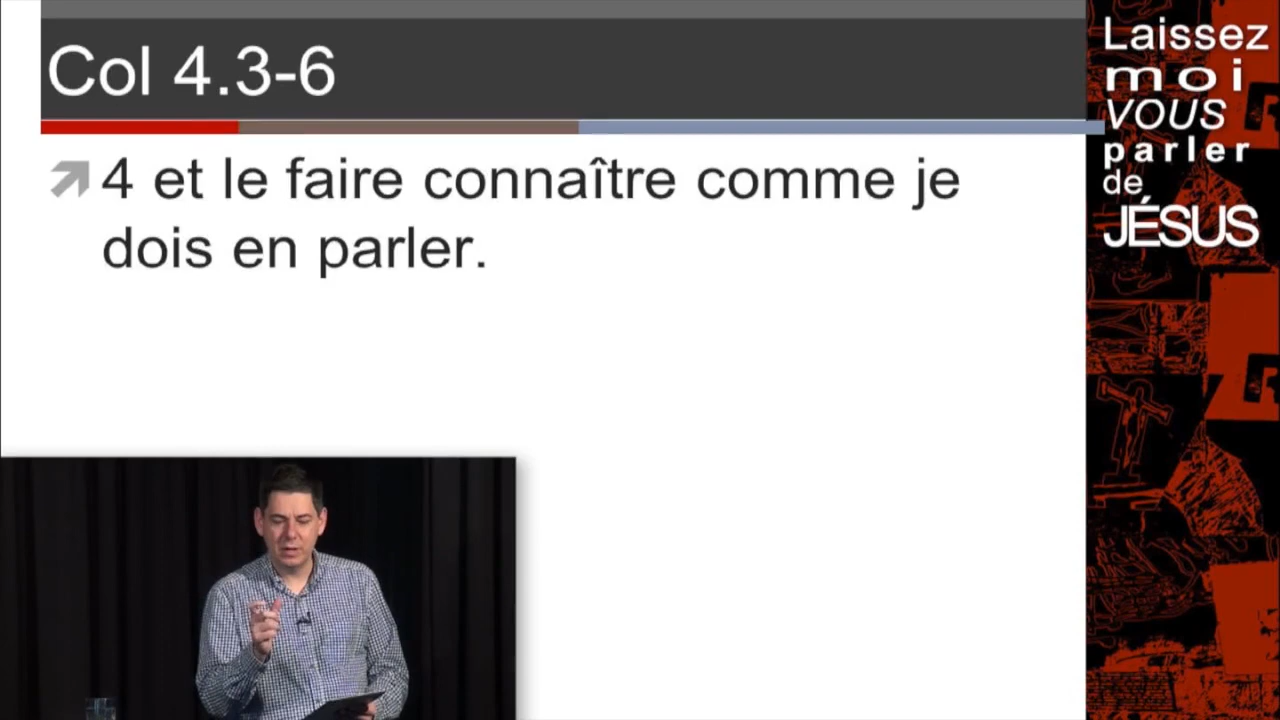 Col 4.3-6
4 et le faire connaître comme je
dois en parler.
Laissez
moi
VOUS
parler
de
JÉSUS